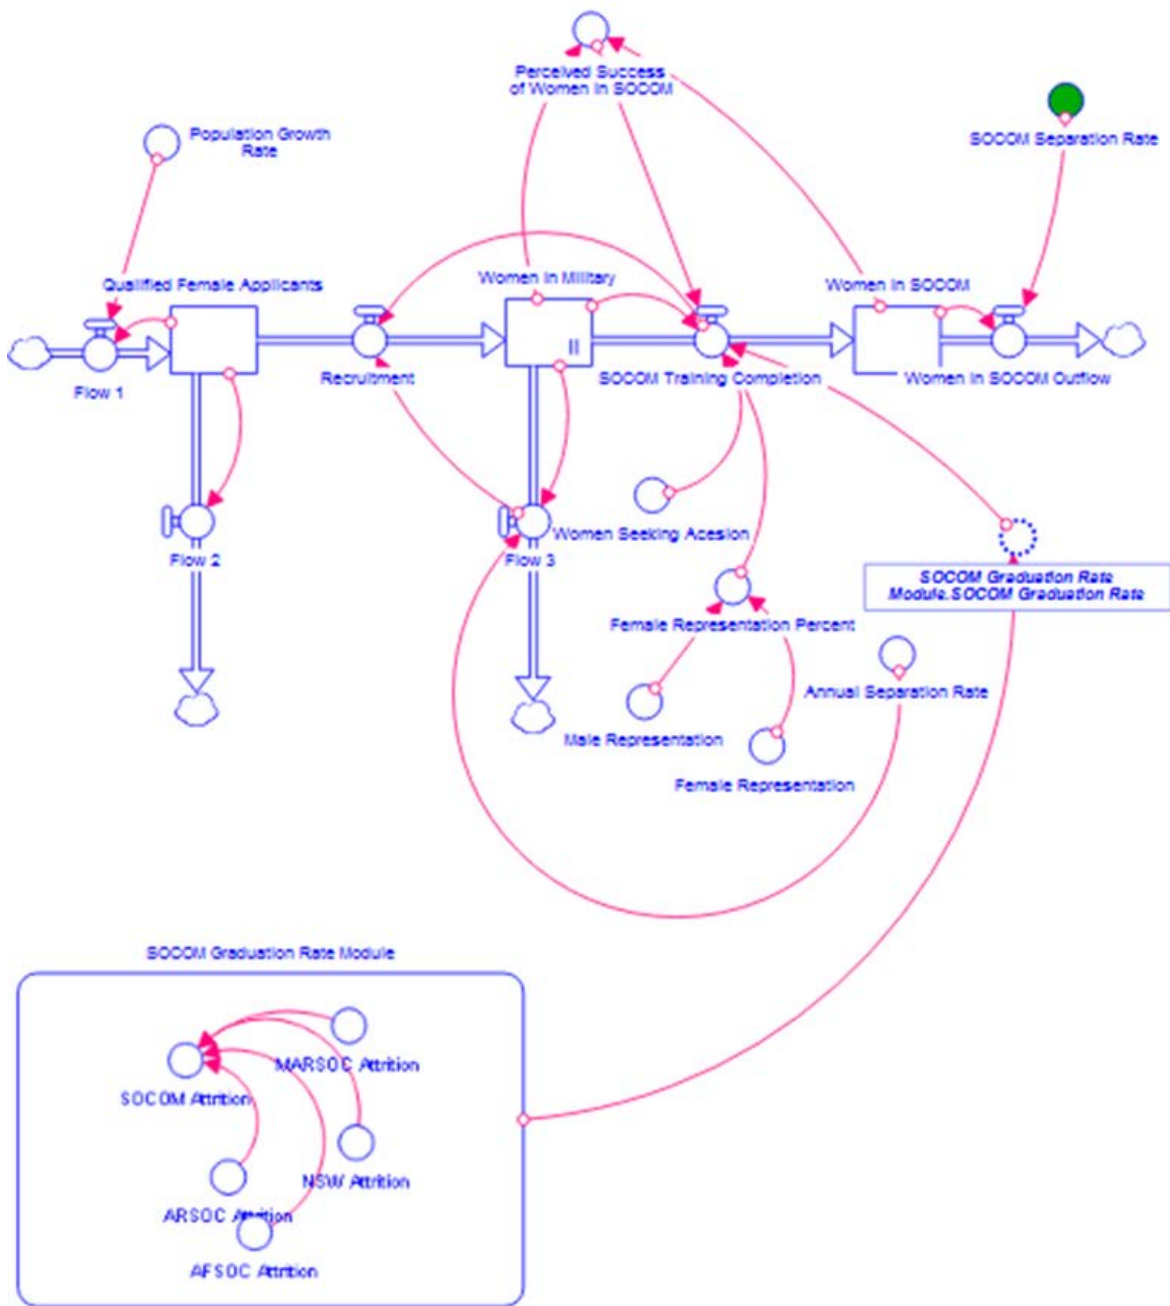 Perceived Success
of Women in SOCOM
Population Growth
Rate
SOCOM Separation Rate
Qualified Female Applicants
Women in Military
Women in SOCOM
Flow 1
Recruitment
SOCOM Training Completion
Women in SOCOM Outflow
Flow 2
Flow 3
Women Seeking Acesion
SOCOM Graduation Rate
Module.SOCOM Graduation Rate
Female Representation Percent
Annual Separation Rate
Male Representation
Female Representation
SOCOM Graduation Rate Module
MARSOC Attrition
SOCOM Attrition
NSW Attrition
ARSOC Attrition
AFSOC Attrition